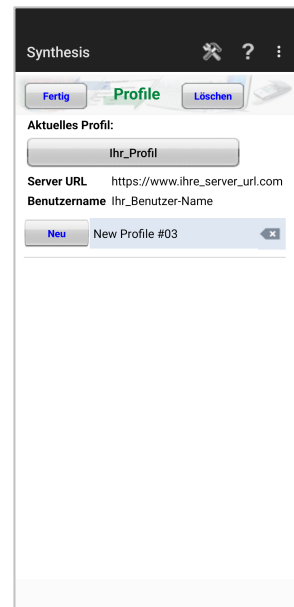 Synthesis ?
Fertig Profile Löschen
Aktuelles Profil:
Ihr_Profil
Server URL https://www.ihre_server_url.com
Benutzername Ihr_Benutzer-Name
Neu New Profile #03